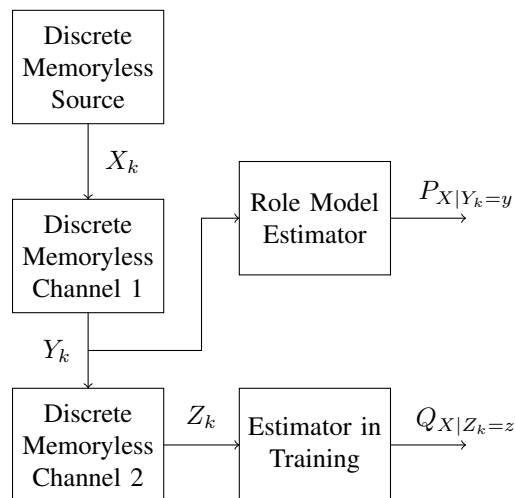 Discrete
Memoryless
Source
X_k
Discrete
Memoryless
Channel 1
Role Model
Estimator
P_{X|Y_k=y}
Y_k
Discrete
Memoryless
Channel 2
Z_k
Estimator in
Training
Q_{X|Z_k=z}